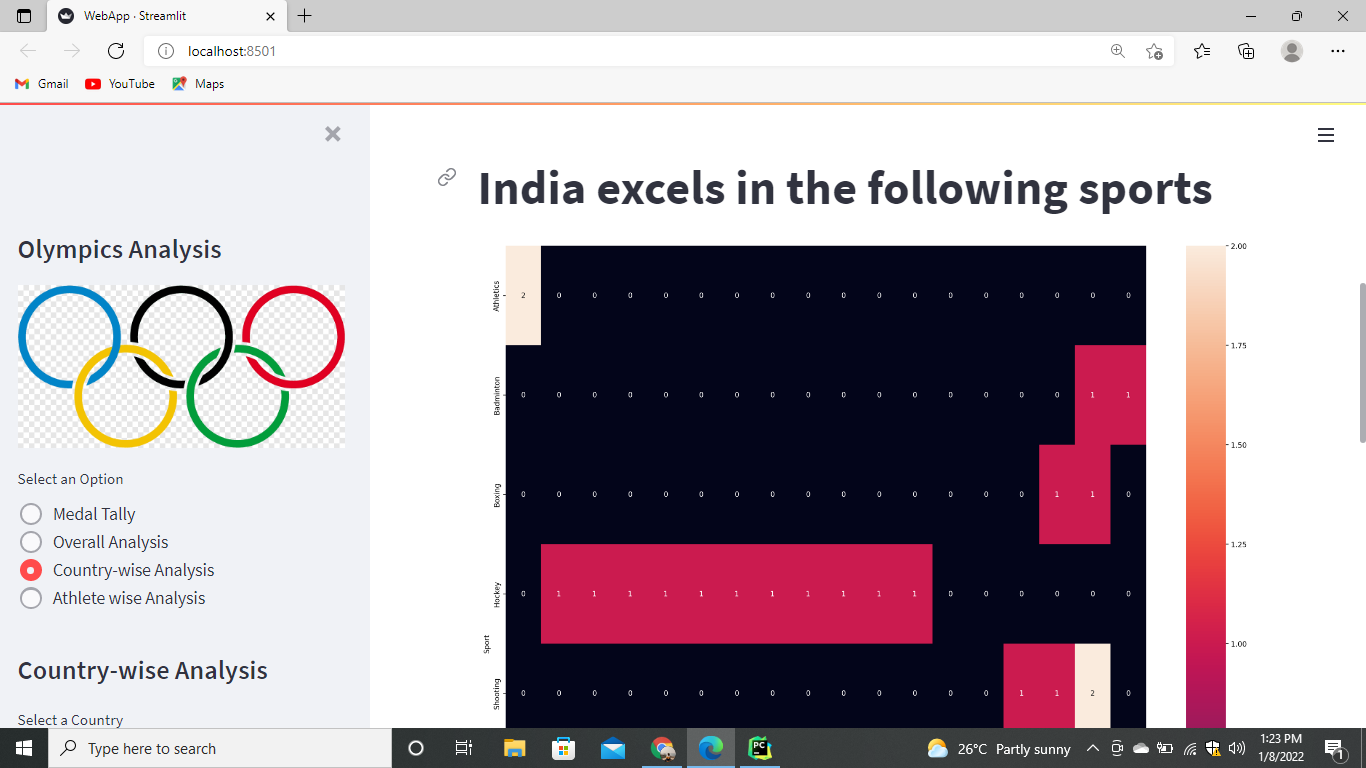 WebApp · Streamlit
localhost:8501
Gmail YouTube Maps
Olympics Analysis
Select an Option
Medal Tally
Overall Analysis
Country-wise Analysis
Athlete wise Analysis
Country-wise Analysis
Select a Country
India excels in the following sports
Athletics 2 0 0 0 0 0 0 0 0 0 0 0 0 0 0 0 0 0
Badminton 0 0 0 0 0 0 0 0 0 0 0 0 0 0 0 0 1 1
Boxing 0 0 0 0 0 0 0 0 0 0 0 0 0 0 0 1 1 0
Hockey 0 1 1 1 1 1 1 1 1 1 1 1 0 0 0 0 0 0
Sport
Shooting 0 0 0 0 0 0 0 0 0 0 0 0 0 0 1 1 2 0
2.00
1.75
1.50
1.25
1.00
Type here to search
PC
26°C Partly sunny
1:23 PM
1/8/2022
1